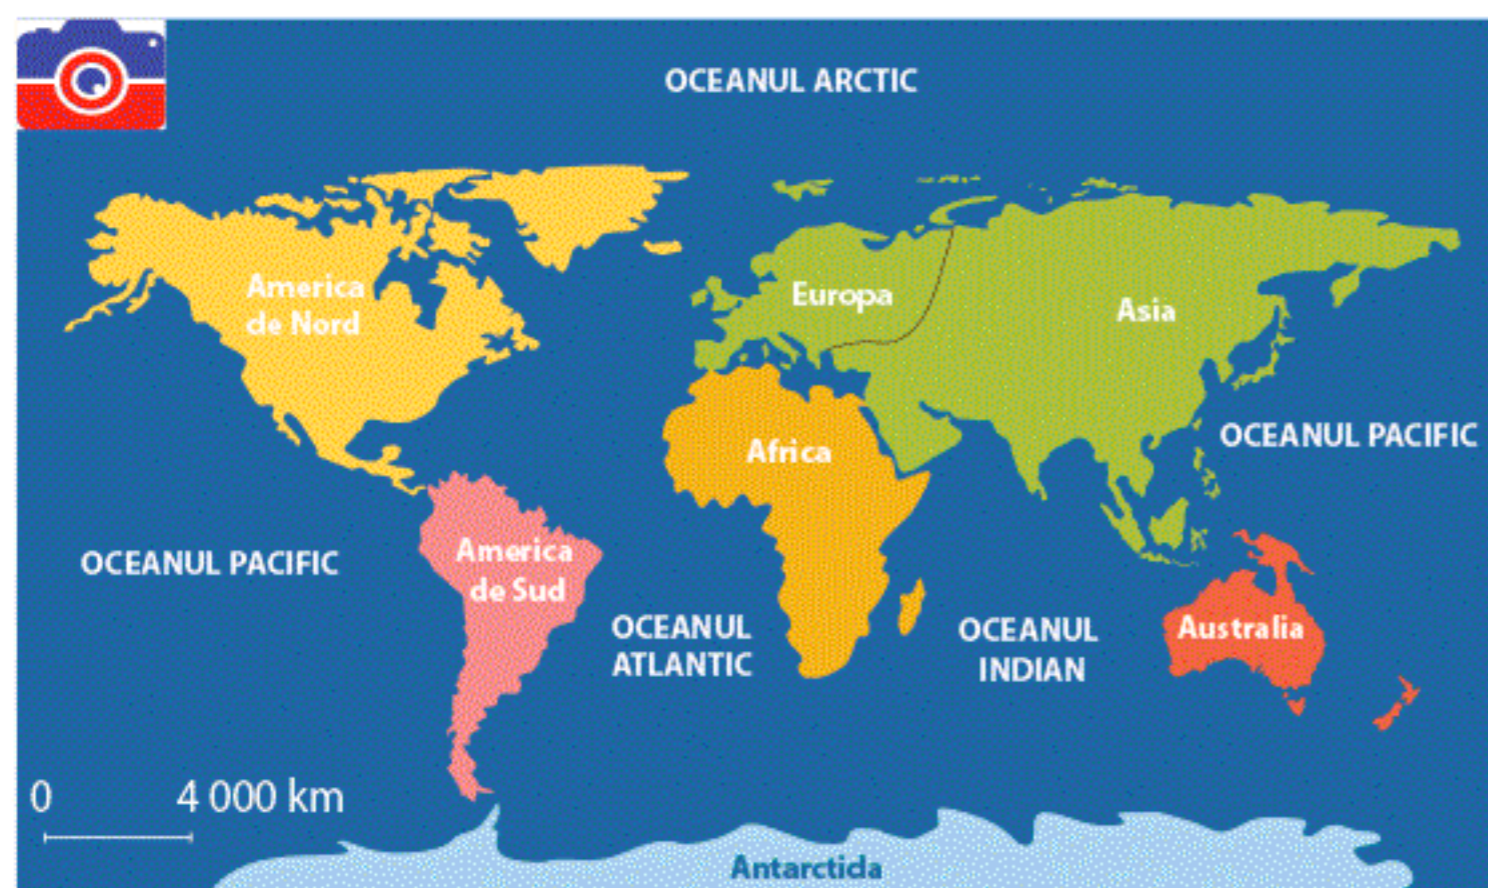 OCEANUL ARCTIC
America
de Nord
Europa
Asia
Africa
OCEANUL PACIFIC
OCEANUL PACIFIC
America
de Sud
OCEANUL
ATLANTIC
OCEANUL
INDIAN
Australia
0 4 000 km
Antarctida